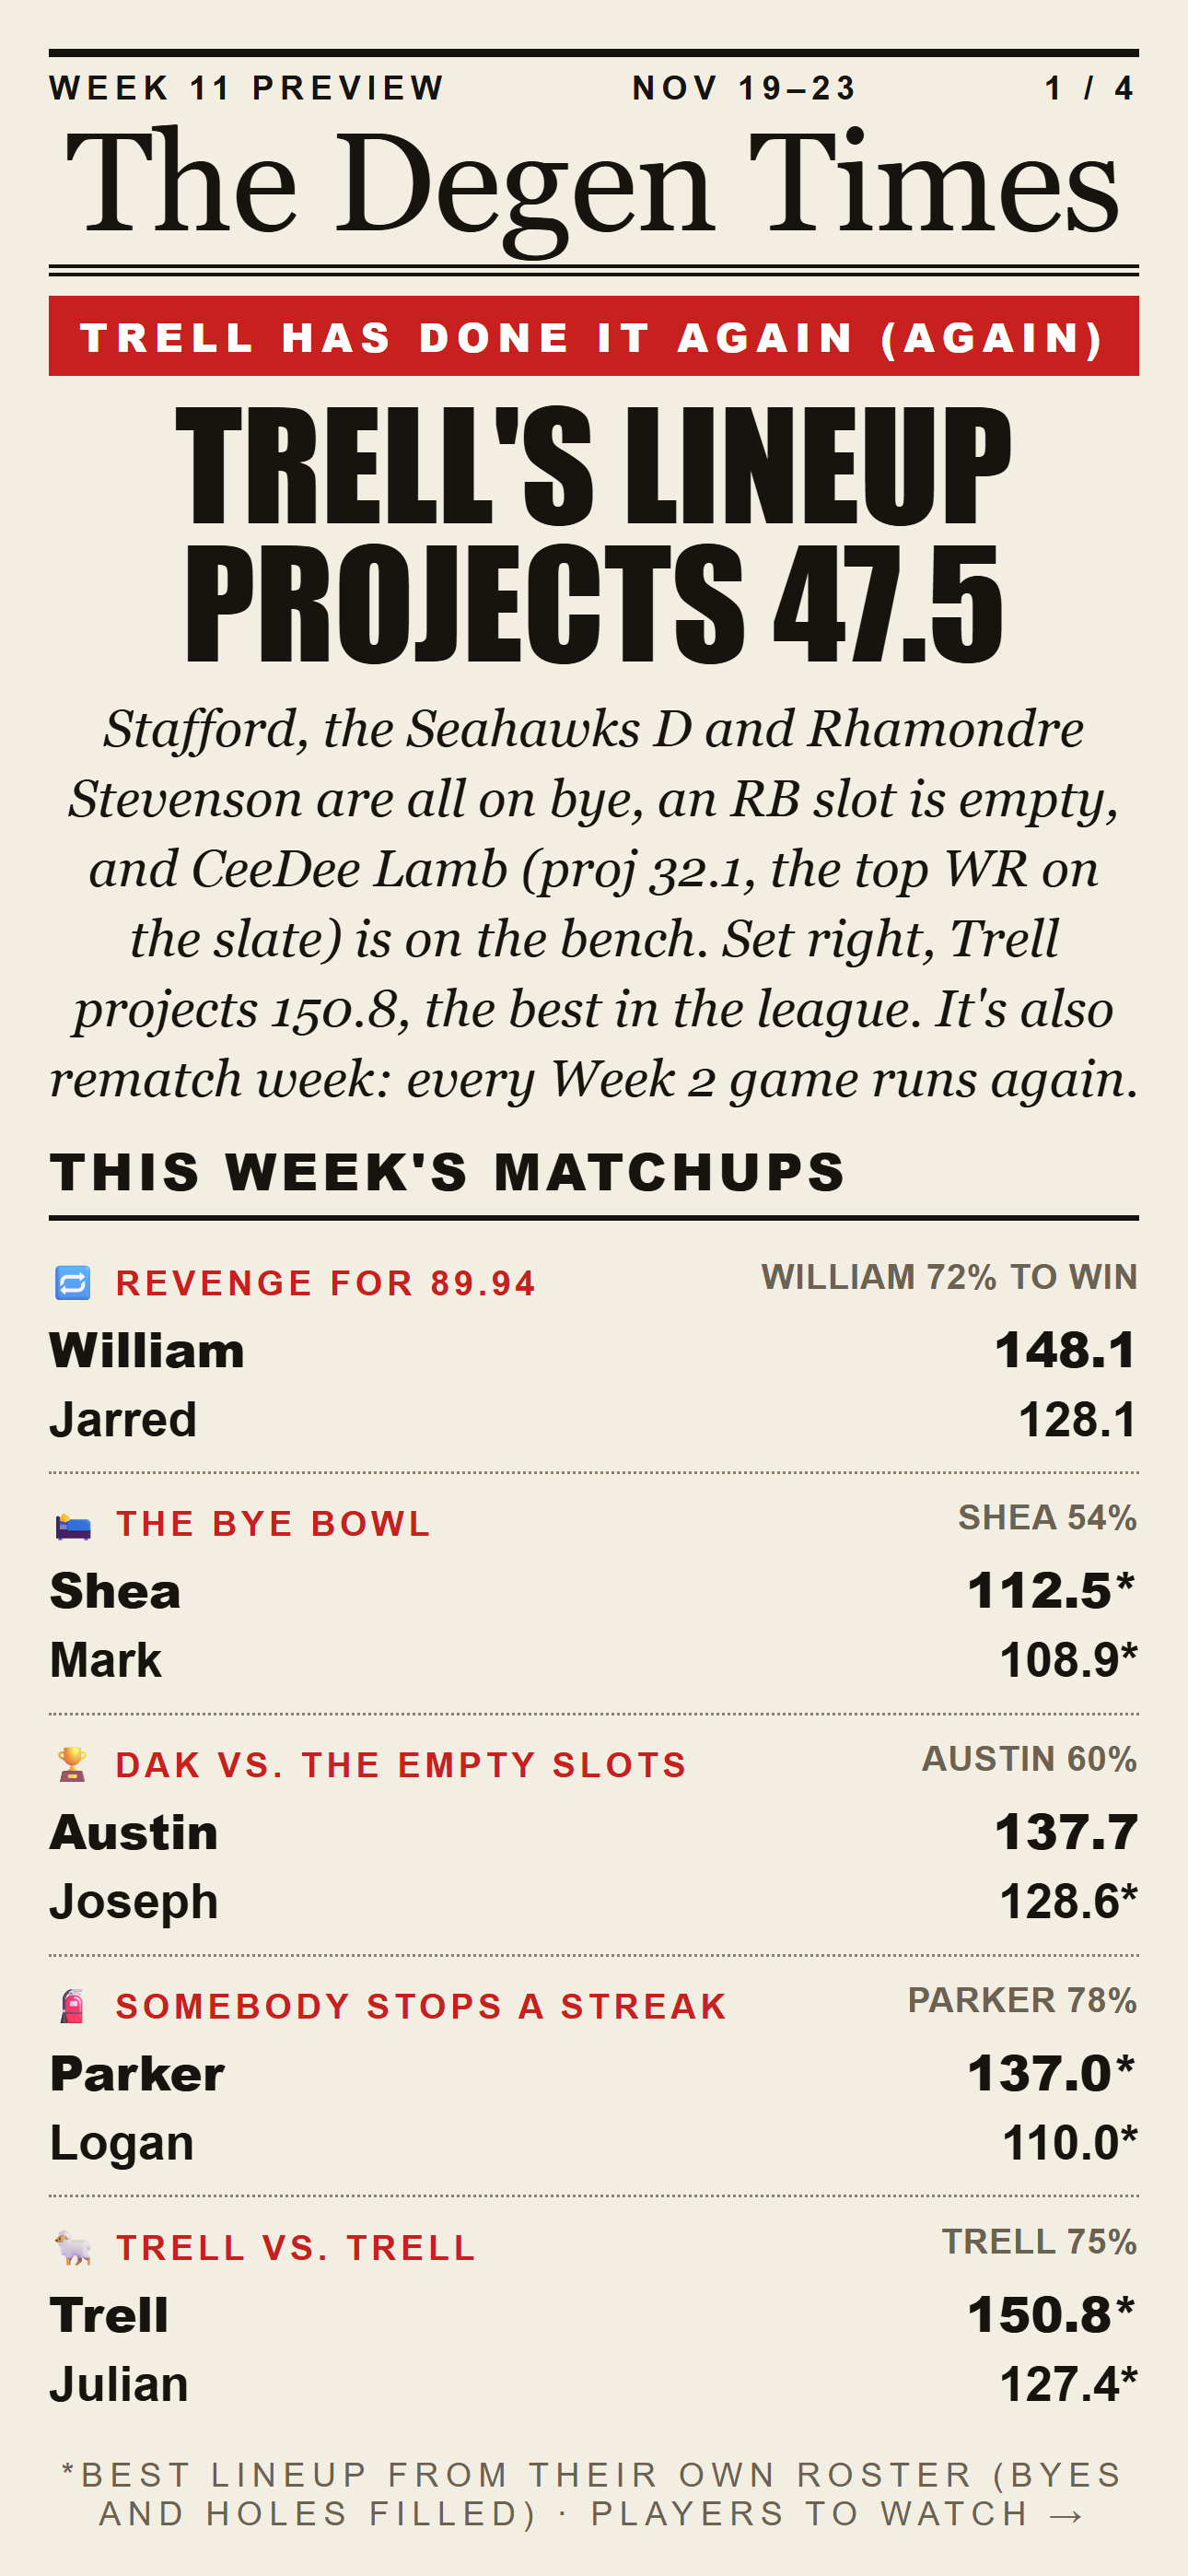 WEEK 11 PREVIEW NOV 19–23 1 / 4
The Degen Times
TRELL HAS DONE IT AGAIN (AGAIN)
TRELL'S LINEUP
PROJECTS 47.5
Stafford, the Seahawks D and Rhamondre
Stevenson are all on bye, an RB slot is empty,
and CeeDee Lamb (proj 32.1, the top WR on
the slate) is on the bench. Set right, Trell
projects 150.8, the best in the league. It's also
rematch week: every Week 2 game runs again.
THIS WEEK'S MATCHUPS
REVENGE FOR 89.94 WILLIAM 72% TO WIN
William 148.1
Jarred 128.1
THE BYE BOWL SHEA 54%
Shea 112.5*
Mark 108.9*
DAK VS. THE EMPTY SLOTS AUSTIN 60%
Austin 137.7
Joseph 128.6*
SOMEBODY STOPS A STREAK PARKER 78%
Parker 137.0*
Logan 110.0*
TRELL VS. TRELL TRELL 75%
Trell 150.8*
Julian 127.4*
*BEST LINEUP FROM THEIR OWN ROSTER (BYES
AND HOLES FILLED) · PLAYERS TO WATCH →